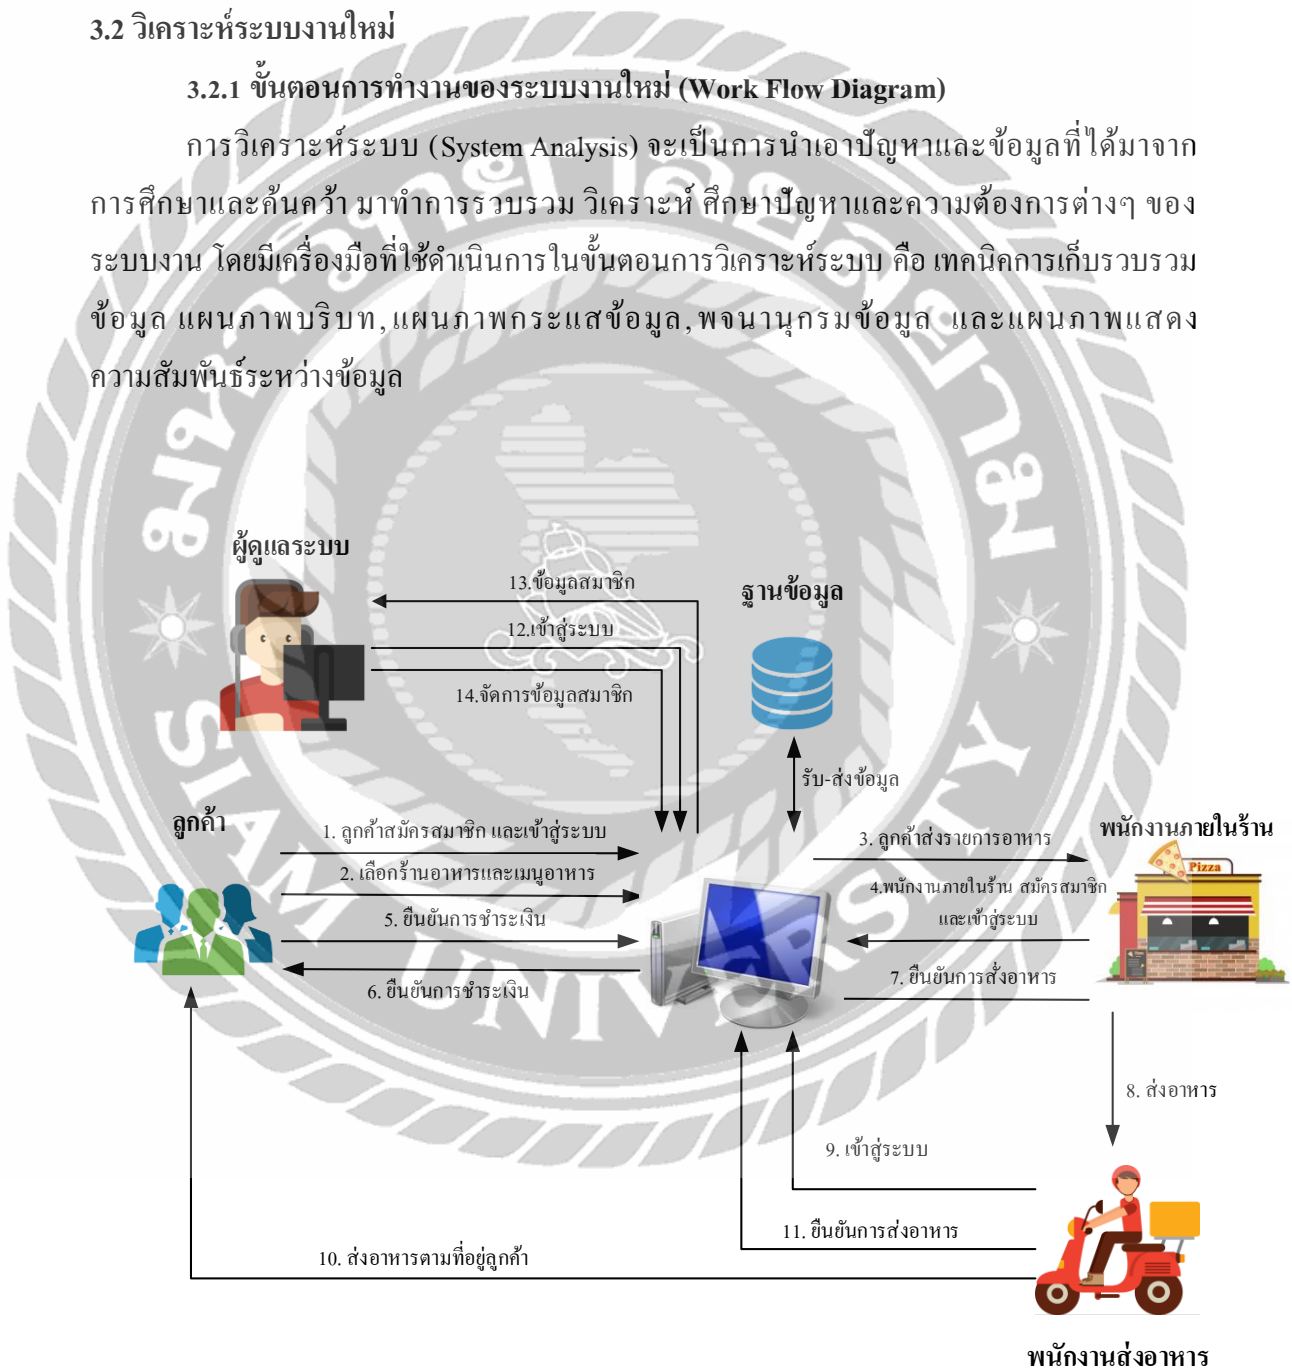 3.2 วิเคราะห์ระบบงานใหม่
3.2.1 ขั้นตอนการทำงานของระบบงานใหม่ (Work Flow Diagram)
การวิเคราะห์ระบบ (System Analysis) จะเป็นการนำเอาปัญหาและข้อมูลที่ได้มาจาก
การศึกษาและค้นคว้า มาทำการรวบรวม วิเคราะห์ ศึกษาปัญหาและความต้องการต่างๆ ของ
ระบบงาน โดยมีเครื่องมือที่ใช้ดำเนินการในขั้นตอนการวิเคราะห์ระบบ คือ เทคนิคการเก็บรวบรวม
ข้อมูล แผนภาพบริบท, แผนภาพกระแสข้อมูล, พจนานุกรมข้อมูล และแผนภาพแสดง
ความสัมพันธ์ระหว่างข้อมูล
มหาวิทยาลัยสยาม
SIAM UNIVERSITY
ผู้ดูแลระบบ
13.ข้อมูลสมาชิก
12.เข้าสู่ระบบ
14.จัดการข้อมูลสมาชิก
ฐานข้อมูล
รับ-ส่งข้อมูล
ลูกค้า
1. ลูกค้าสมัครสมาชิก และเข้าสู่ระบบ
2. เลือกร้านอาหารและเมนูอาหาร
5. ยืนยันการชำระเงิน
6. ยืนยันการชำระเงิน
พนักงานภายในร้าน
Pizza
3. ลูกค้าส่งรายการอาหาร
4.พนักงานภายในร้าน สมัครสมาชิก
และเข้าสู่ระบบ
7. ยืนยันการสั่งอาหาร
8. ส่งอาหาร
9. เข้าสู่ระบบ
11. ยืนยันการส่งอาหาร
10. ส่งอาหารตามที่อยู่ลูกค้า
พนักงานส่งอาหาร